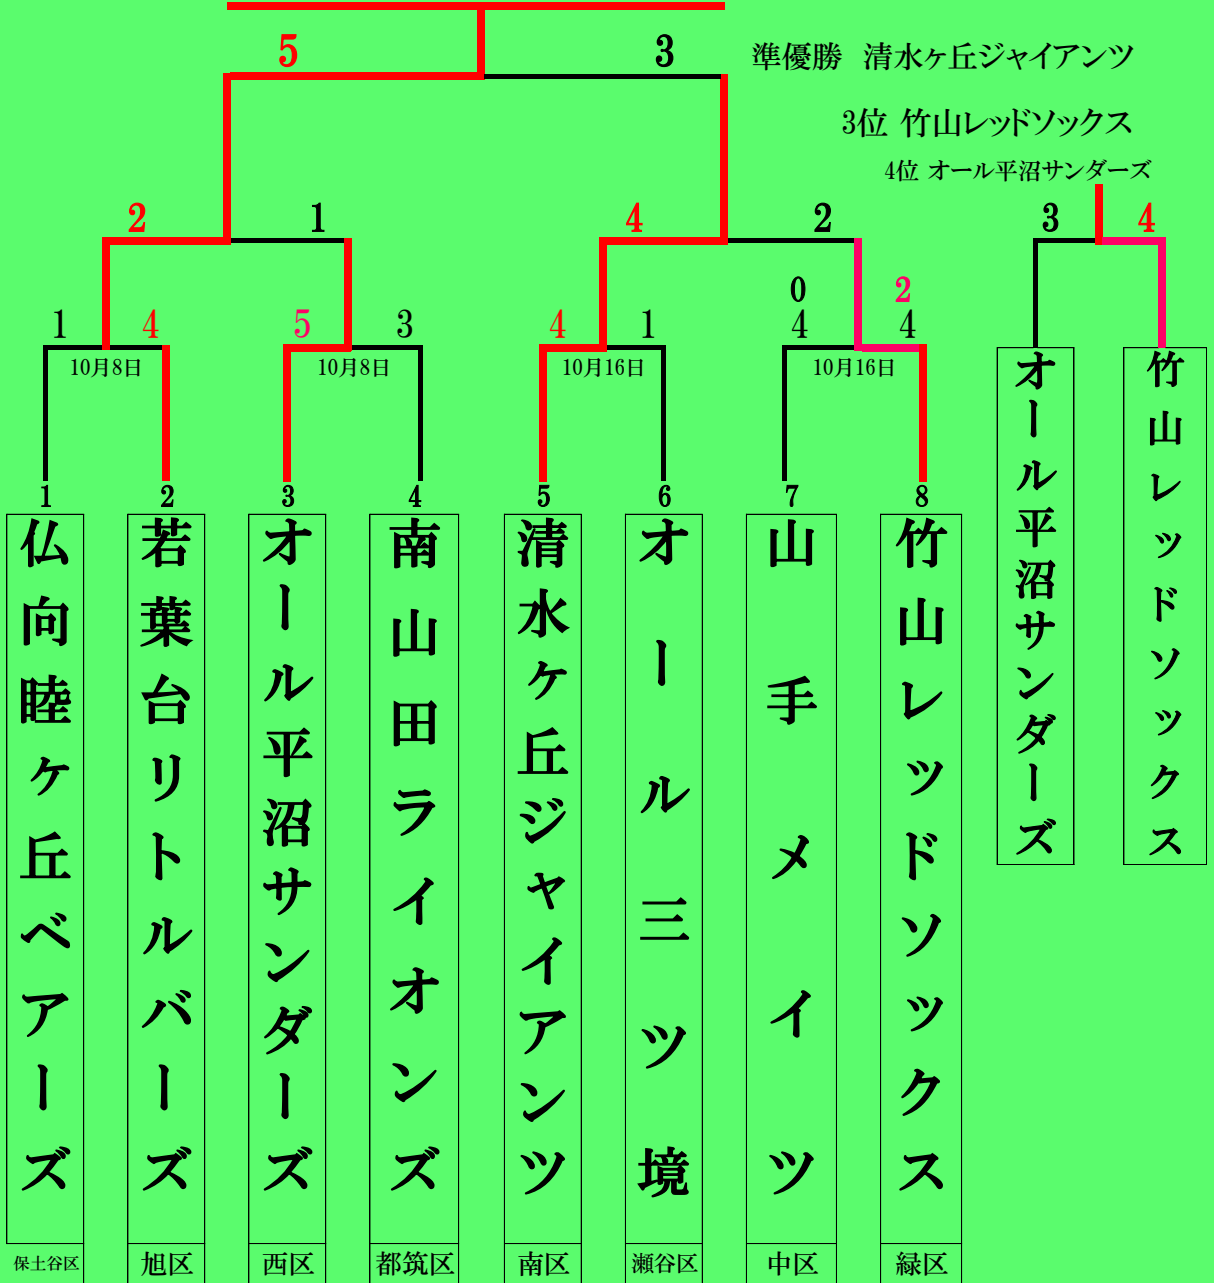 5 3
準優勝 清水ヶ丘ジャイアンツ
3位 竹山レッドソックス
4位 オール平沼サンダーズ
2 1 4 2 3 4
0 2
1 4 5 3 4 1 4 4
10月8日 10月8日 10月16日 10月16日
1 2 3 4 5 6 7 8
仏向睦ヶ丘ベアーズ
若葉台リトルバーズ
オール平沼サンダーズ
南山田ライオンズ
清水ヶ丘ジャイアンツ
オール三ツ境
山手メイツ
竹山レッドソックス
オール平沼サンダーズ
竹山レッドソックス
保土谷区 旭区 西区 都筑区 南区 瀬谷区 中区 緑区